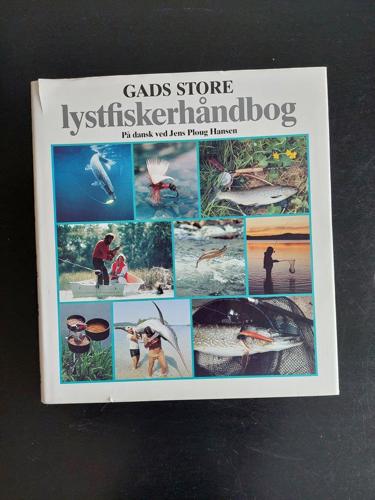 GADS STORE
lystfiskerhåndbog
På dansk ved Jens Ploug Hansen